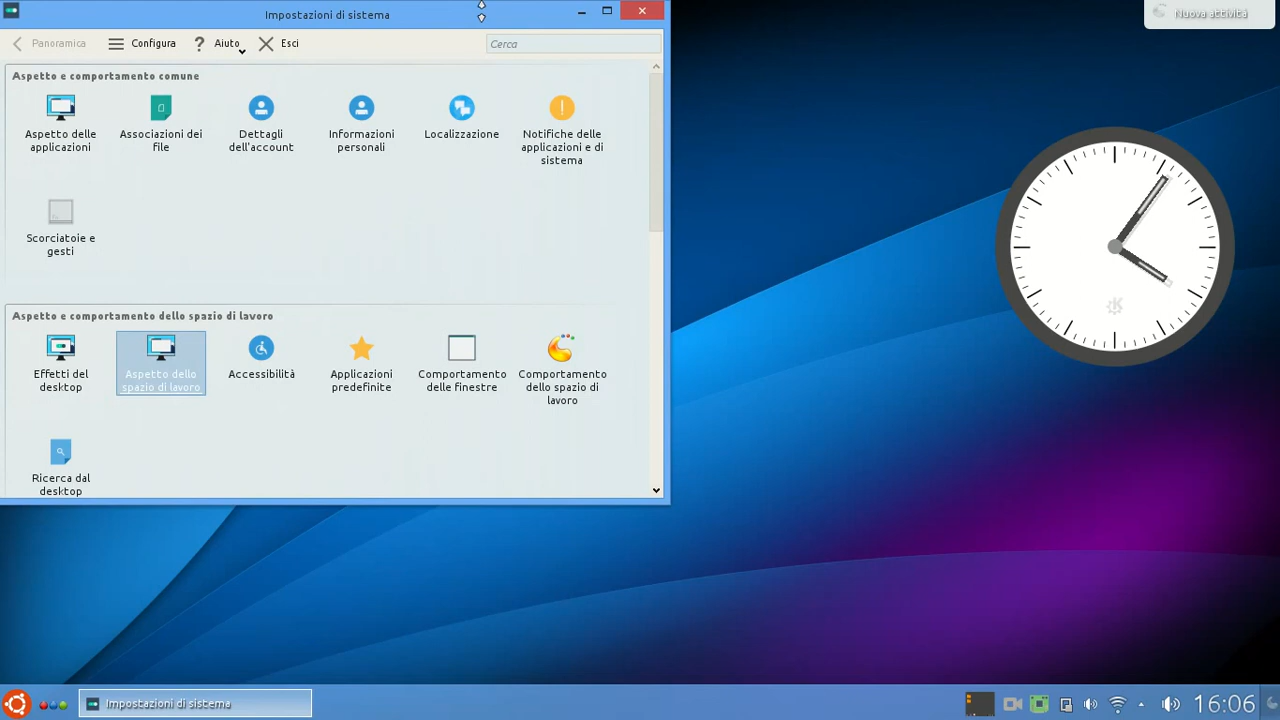 Impostazioni di sistema
Nuova attività
Panoramica Configura Aiuto Esci Cerca
Aspetto e comportamento comune
Aspetto delle applicazioni
Associazioni dei file
Dettagli dell'account
Informazioni personali
Localizzazione
Notifiche delle applicazioni e di sistema
Scorciatoie e gesti
Aspetto e comportamento dello spazio di lavoro
Effetti del desktop
Aspetto dello spazio di lavoro
Accessibilità
Applicazioni predefinite
Comportamento delle finestre
Comportamento dello spazio di lavoro
Ricerca dal desktop
Impostazioni di sistema
16:06